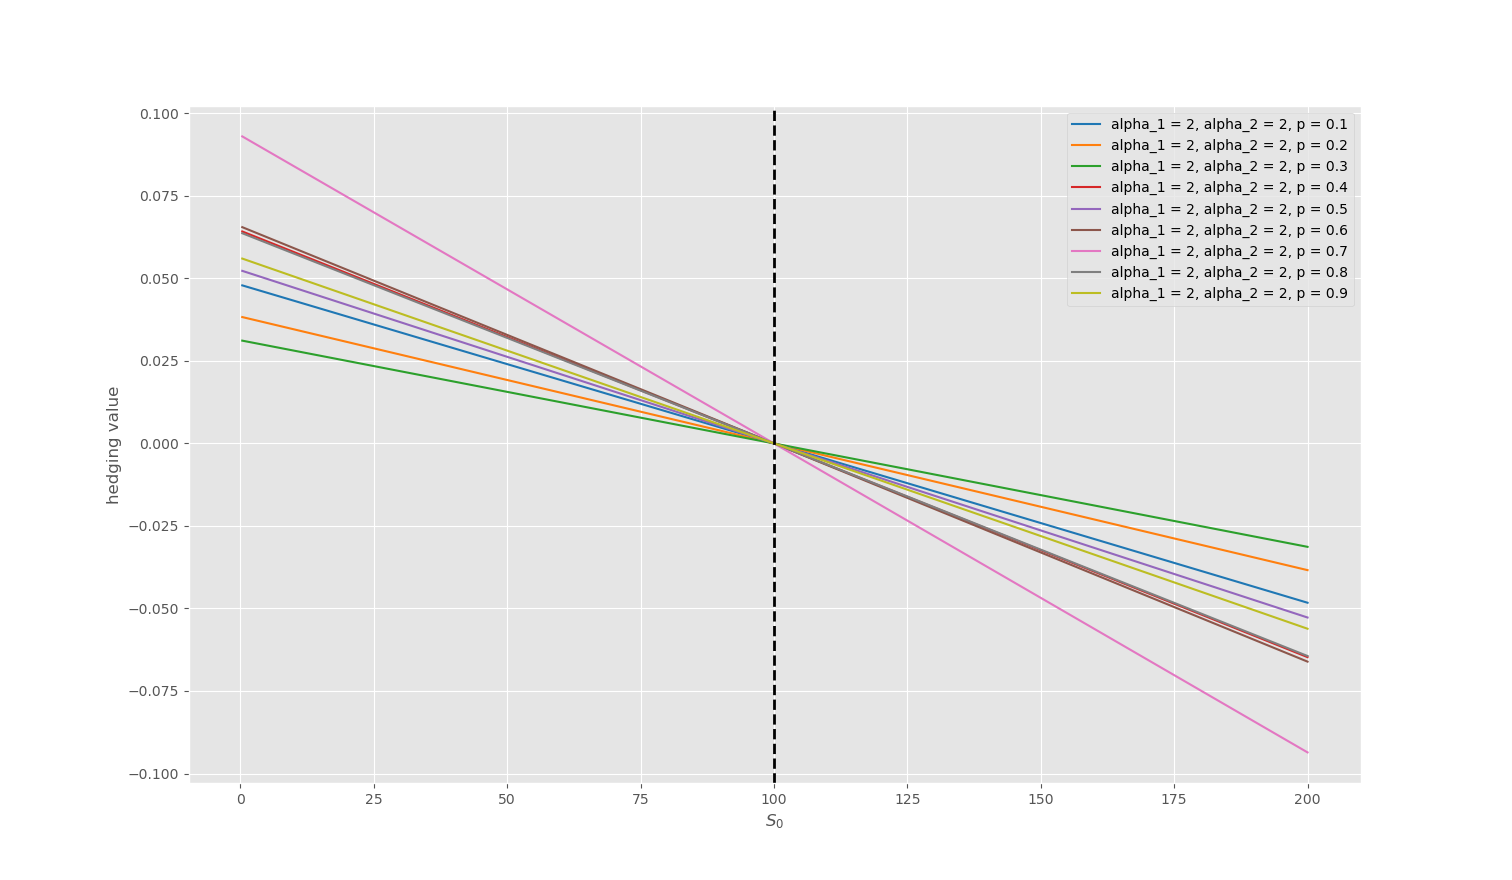 0.100
0.075
0.050
0.025
0.000
−0.025
−0.050
−0.075
−0.100
hedging value
0 25 50 75 100 125 150 175 200
S₀
alpha_1 = 2, alpha_2 = 2, p = 0.1
alpha_1 = 2, alpha_2 = 2, p = 0.2
alpha_1 = 2, alpha_2 = 2, p = 0.3
alpha_1 = 2, alpha_2 = 2, p = 0.4
alpha_1 = 2, alpha_2 = 2, p = 0.5
alpha_1 = 2, alpha_2 = 2, p = 0.6
alpha_1 = 2, alpha_2 = 2, p = 0.7
alpha_1 = 2, alpha_2 = 2, p = 0.8
alpha_1 = 2, alpha_2 = 2, p = 0.9